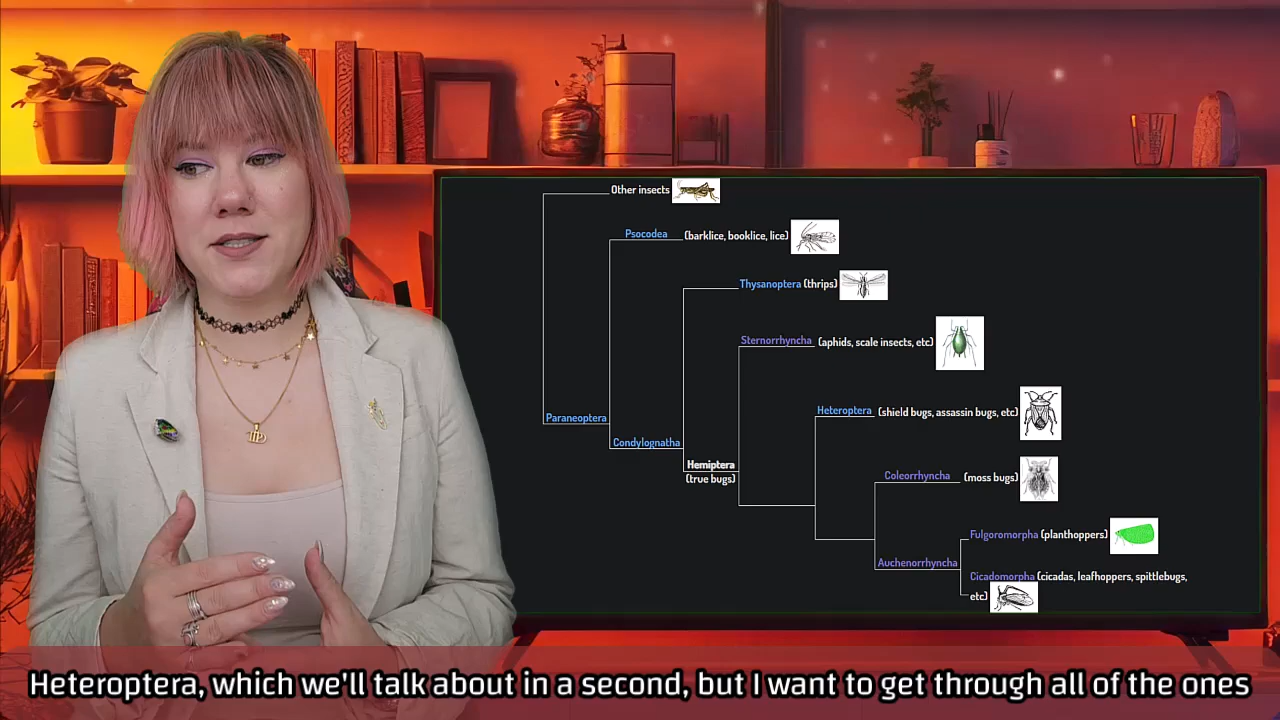 Other insects
Psocodea (barklice, booklice, lice)
Thysanoptera (thrips)
Sternorrhyncha (aphids, scale insects, etc)
Heteroptera (shield bugs, assassin bugs, etc)
Paraneoptera
Condylognatha
Hemiptera
(true bugs)
Coleorrhyncha (moss bugs)
Fulgoromorpha (planthoppers)
Auchenorrhyncha
Cicadomorpha (cicadas, leafhoppers, spittlebugs,
etc)
Heteroptera, which we'll talk about in a second, but I want to get through all of the ones